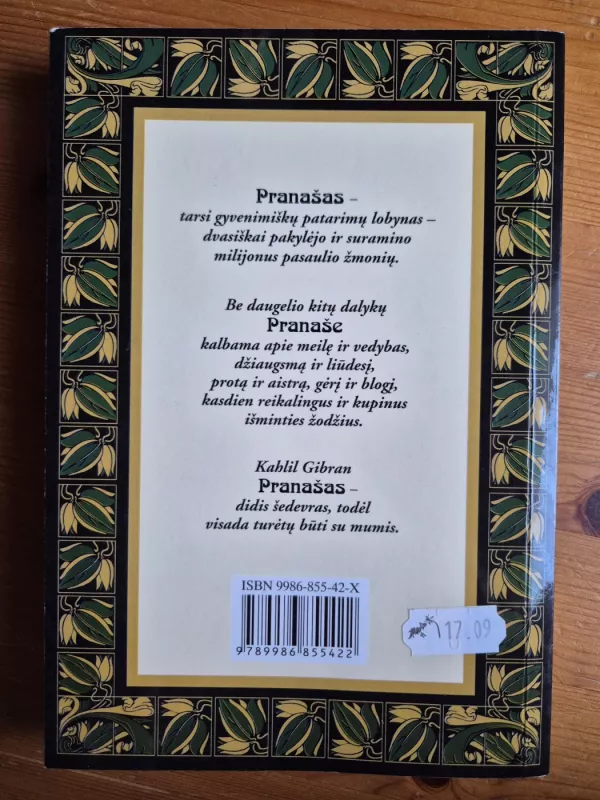 Pranašas –
tarsi gyvenimiškų patarimų lobynas –
dvasiškai pakylėjo ir suramino
milijonus pasaulio žmonių.
Be daugelio kitų dalykų
Pranaše
kalbama apie meilę ir vedybas,
džiaugsmą ir liūdesį,
protą ir aistrą, gėrį ir blogį,
kasdien reikalingus ir kupinus
išminties žodžius.
Kahlil Gibran
Pranašas –
didis šedevras, todėl
visada turėtų būti su mumis.
ISBN 9986-855-42-X
9 789986 855422
17.09